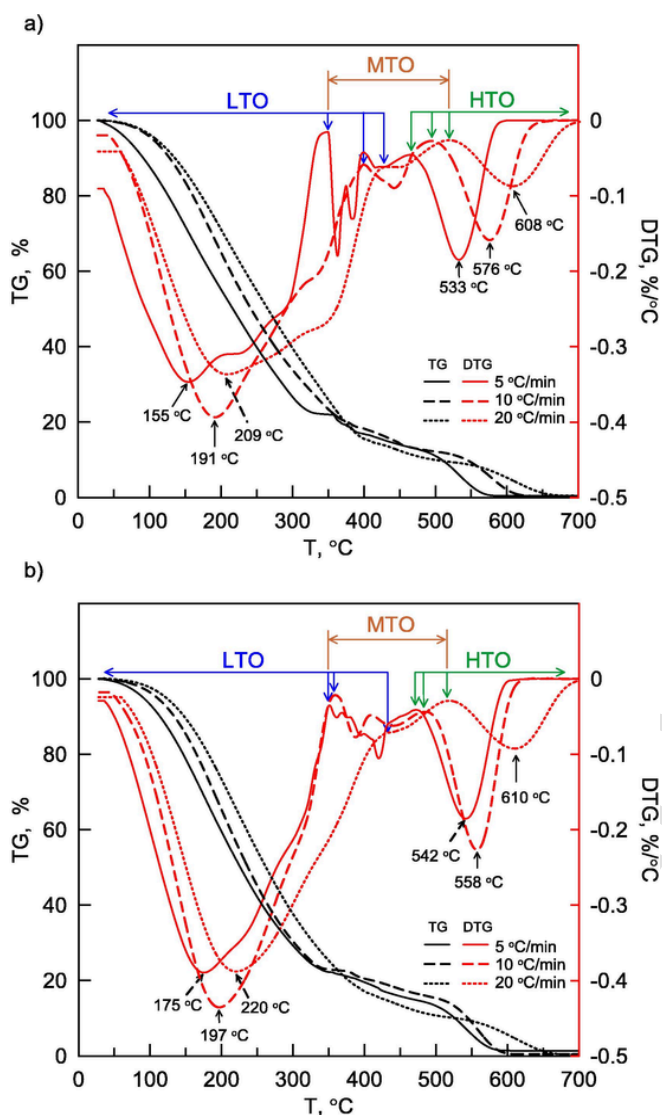 a)
MTO
LTO
HTO
100
80
60
40
20
0
TG, %
0
-0.1
-0.2
-0.3
-0.4
-0.5
DTG, %/°C
608 °C
576 °C
533 °C
155 °C
209 °C
191 °C
TG DTG
5 °C/min
10 °C/min
20 °C/min
0 100 200 300 400 500 600 700
T, °C
b)
MTO
LTO
HTO
100
80
60
40
20
0
TG, %
0
-0.1
-0.2
-0.3
-0.4
-0.5
DTG, %/°C
610 °C
542 °C
558 °C
175 °C
220 °C
197 °C
TG DTG
5 °C/min
10 °C/min
20 °C/min
0 100 200 300 400 500 600 700
T, °C